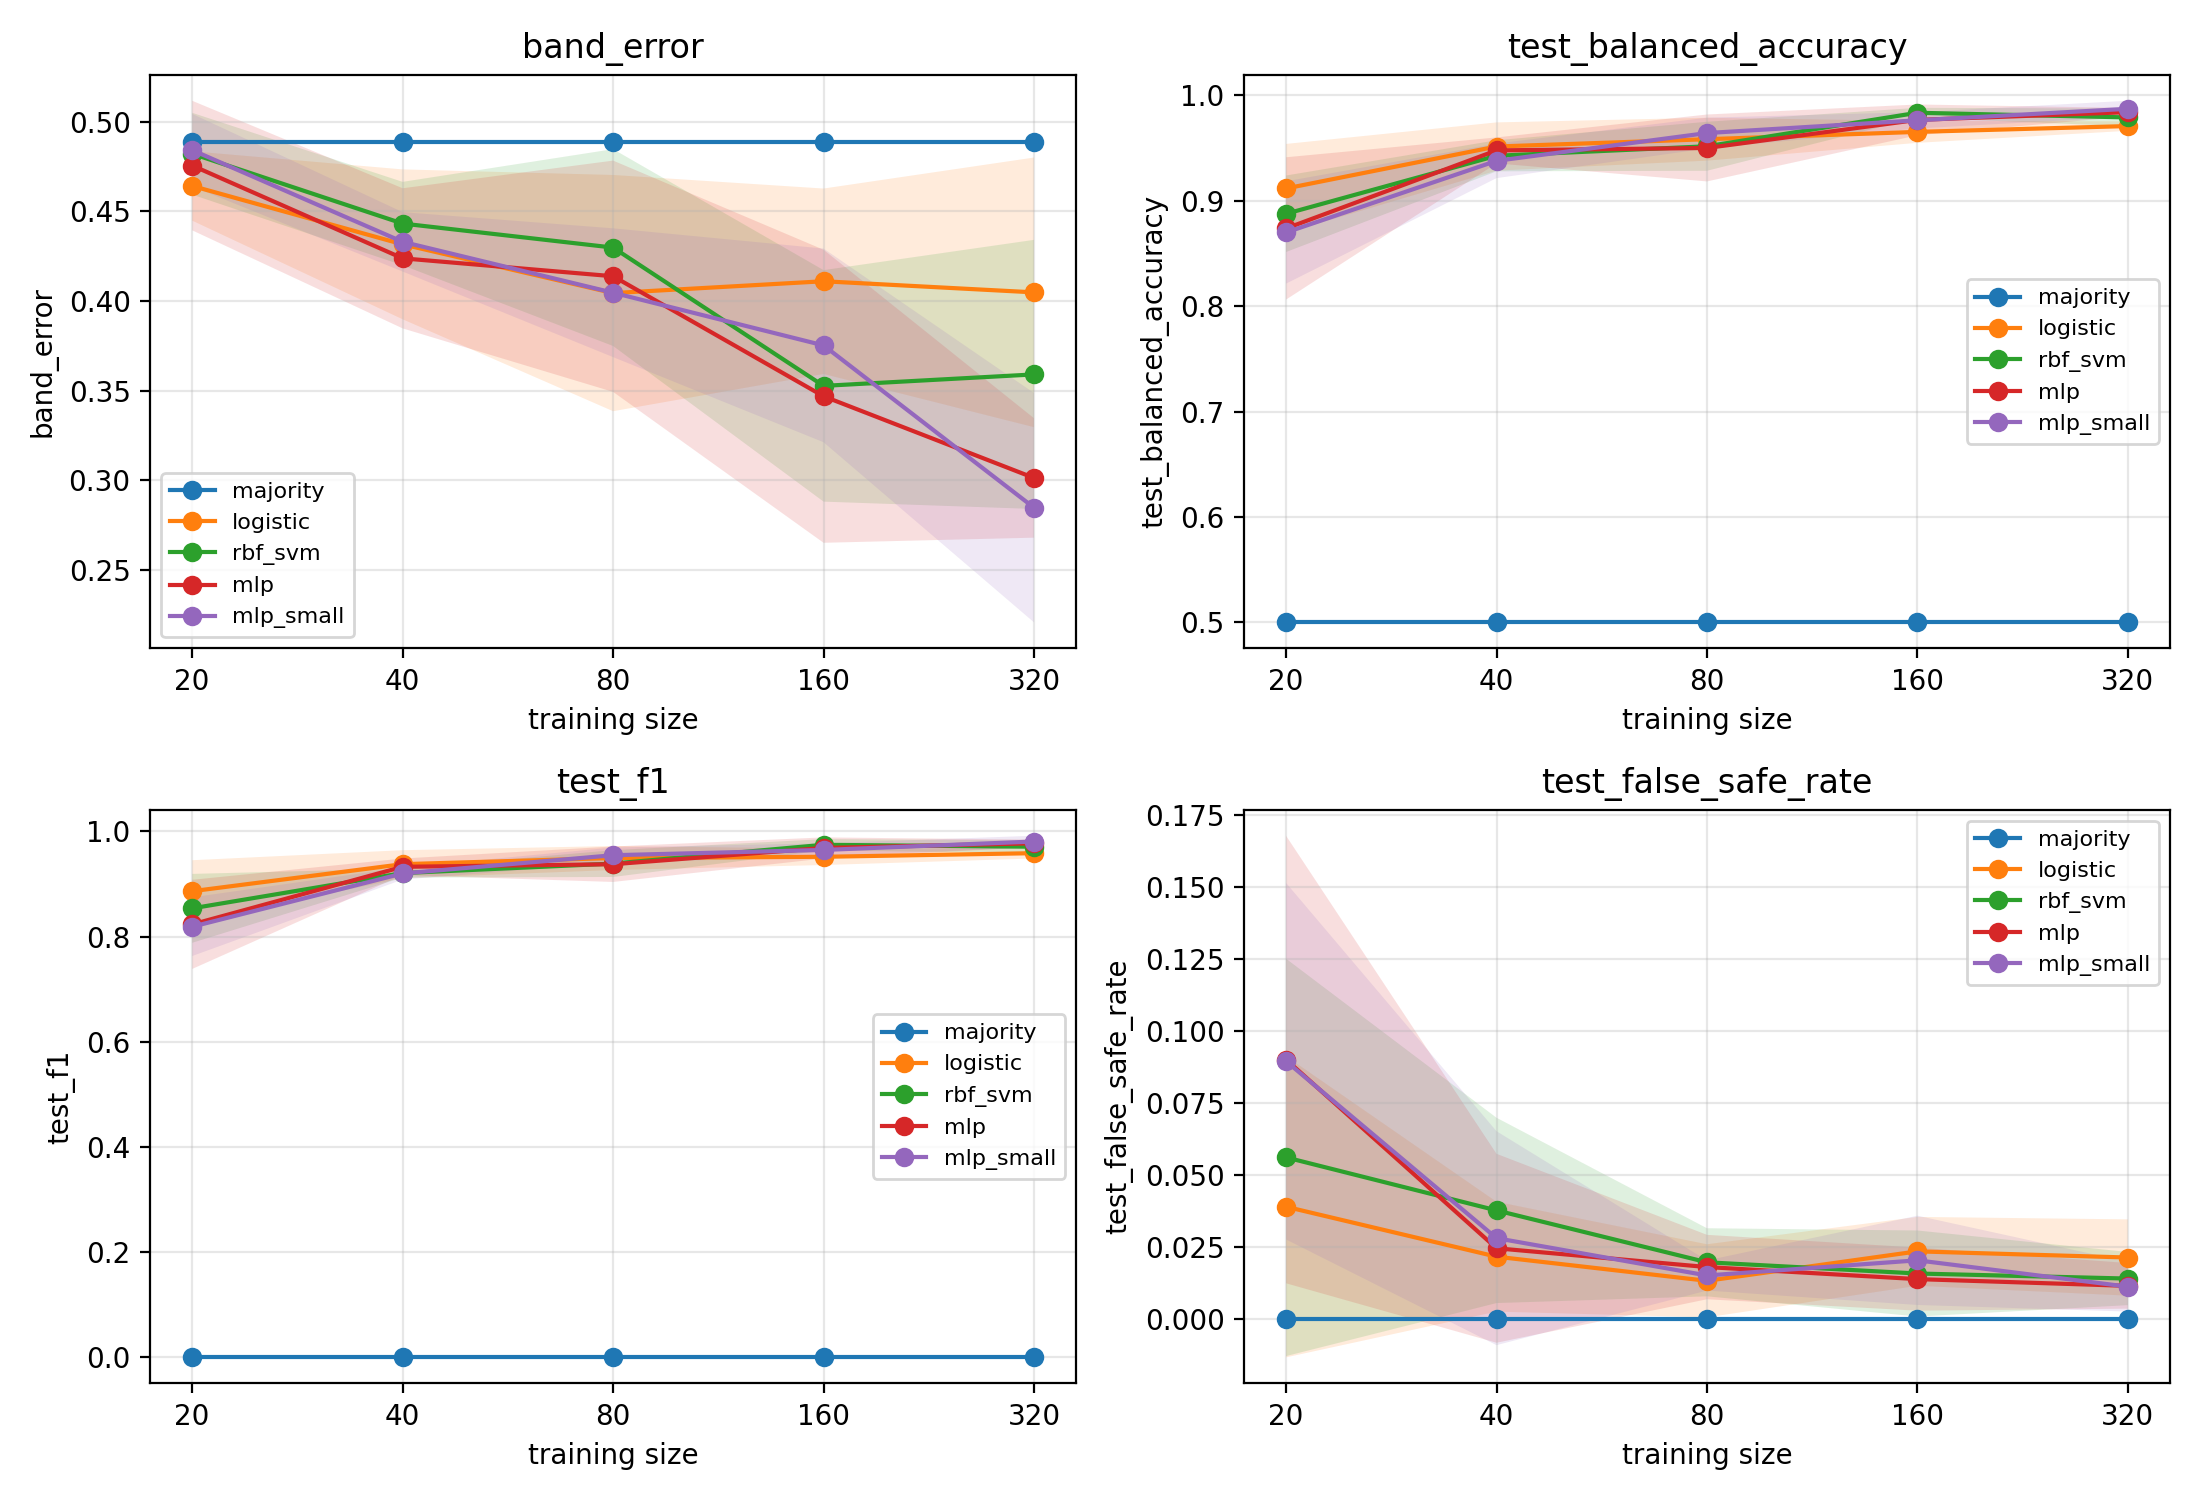 band_error
band_error
0.50
0.45
0.40
0.35
0.30
0.25
majority
logistic
rbf_svm
mlp
mlp_small
20 40 80 160 320
training size
test_balanced_accuracy
test_balanced_accuracy
1.0
0.9
0.8
0.7
0.6
0.5
majority
logistic
rbf_svm
mlp
mlp_small
20 40 80 160 320
training size
test_f1
test_f1
1.0
0.8
0.6
0.4
0.2
0.0
majority
logistic
rbf_svm
mlp
mlp_small
20 40 80 160 320
training size
test_false_safe_rate
test_false_safe_rate
0.175
0.150
0.125
0.100
0.075
0.050
0.025
0.000
majority
logistic
rbf_svm
mlp
mlp_small
20 40 80 160 320
training size